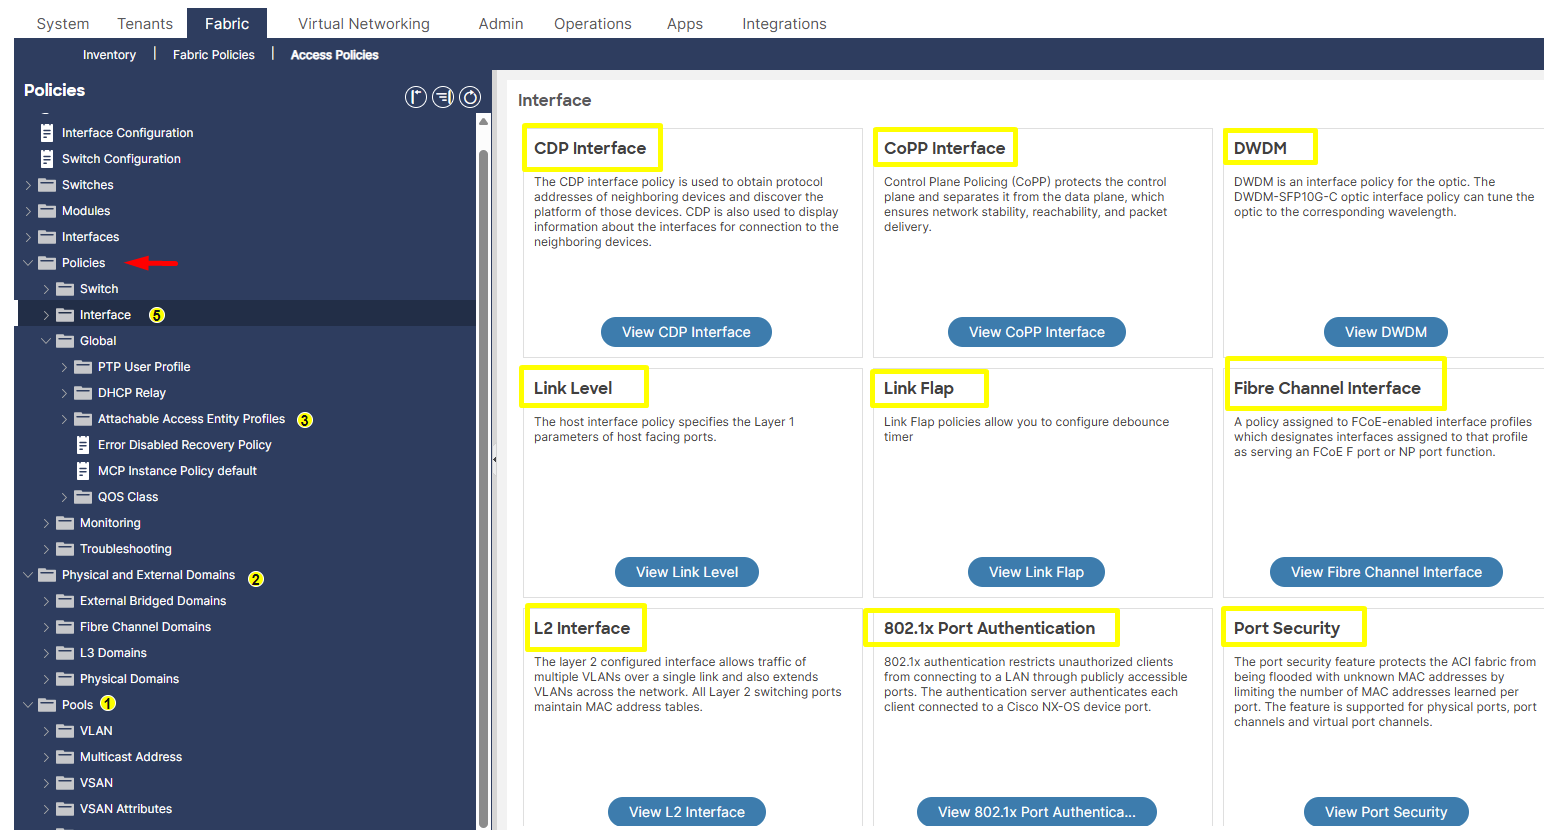 System Tenants Fabric Virtual Networking Admin Operations Apps Integrations
Inventory | Fabric Policies | Access Policies
Policies
Interface Configuration
Switch Configuration
Switches
Modules
Interfaces
Policies
Switch
Interface 5
Global
PTP User Profile
DHCP Relay
Attachable Access Entity Profiles 3
Error Disabled Recovery Policy
MCP Instance Policy default
QOS Class
Monitoring
Troubleshooting
Physical and External Domains 2
External Bridged Domains
Fibre Channel Domains
L3 Domains
Physical Domains
Pools 1
VLAN
Multicast Address
VSAN
VSAN Attributes
Interface
CDP Interface
The CDP interface policy is used to obtain protocol
addresses of neighboring devices and discover the
platform of those devices. CDP is also used to display
information about the interfaces for connection to the
neighboring devices.
View CDP Interface
CoPP Interface
Control Plane Policing (CoPP) protects the control
plane and separates it from the data plane, which
ensures network stability, reachability, and packet
delivery.
View CoPP Interface
DWDM
DWDM is an interface policy for the optic. The
DWDM-SFP10G-C optic interface policy can tune the
optic to the corresponding wavelength.
View DWDM
Link Level
The host interface policy specifies the Layer 1
parameters of host facing ports.
View Link Level
Link Flap
Link Flap policies allow you to configure debounce
timer
View Link Flap
Fibre Channel Interface
A policy assigned to FCoE-enabled interface profiles
which designates interfaces assigned to that profile
as serving an FCoE F port or NP port function.
View Fibre Channel Interface
L2 Interface
The layer 2 configured interface allows traffic of
multiple VLANs over a single link and also extends
VLANs across the network. All Layer 2 switching ports
maintain MAC address tables.
View L2 Interface
802.1x Port Authentication
802.1x authentication restricts unauthorized clients
from connecting to a LAN through publicly accessible
ports. The authentication server authenticates each
client connected to a Cisco NX-OS device port.
View 802.1x Port Authentica...
Port Security
The port security feature protects the ACI fabric from
being flooded with unknown MAC addresses by
limiting the number of MAC addresses learned per
port. The feature is supported for physical ports, port
channels and virtual port channels.
View Port Security